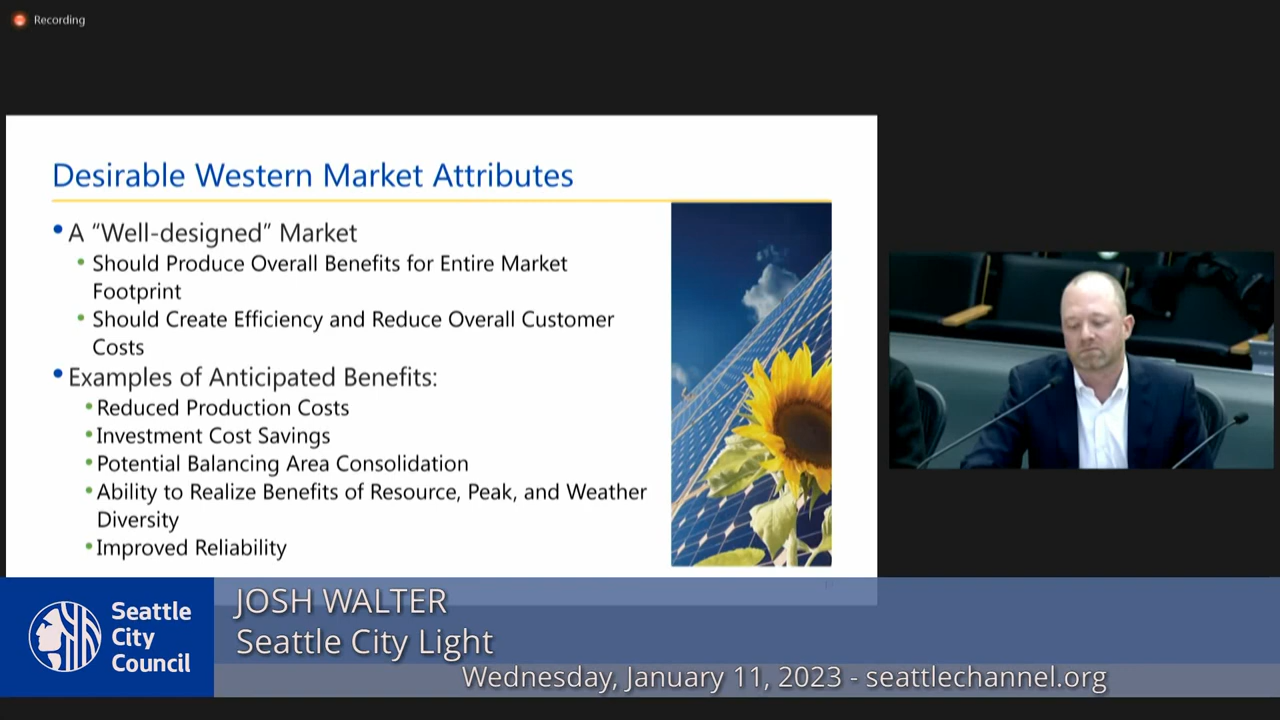 Recording
Desirable Western Market Attributes
• A “Well-designed” Market
• Should Produce Overall Benefits for Entire Market
Footprint
• Should Create Efficiency and Reduce Overall Customer
Costs
• Examples of Anticipated Benefits:
• Reduced Production Costs
• Investment Cost Savings
• Potential Balancing Area Consolidation
• Ability to Realize Benefits of Resource, Peak, and Weather
Diversity
• Improved Reliability
Seattle
City
Council
JOSH WALTER
Seattle City Light
Wednesday, January 11, 2023 - seattlechannel.org